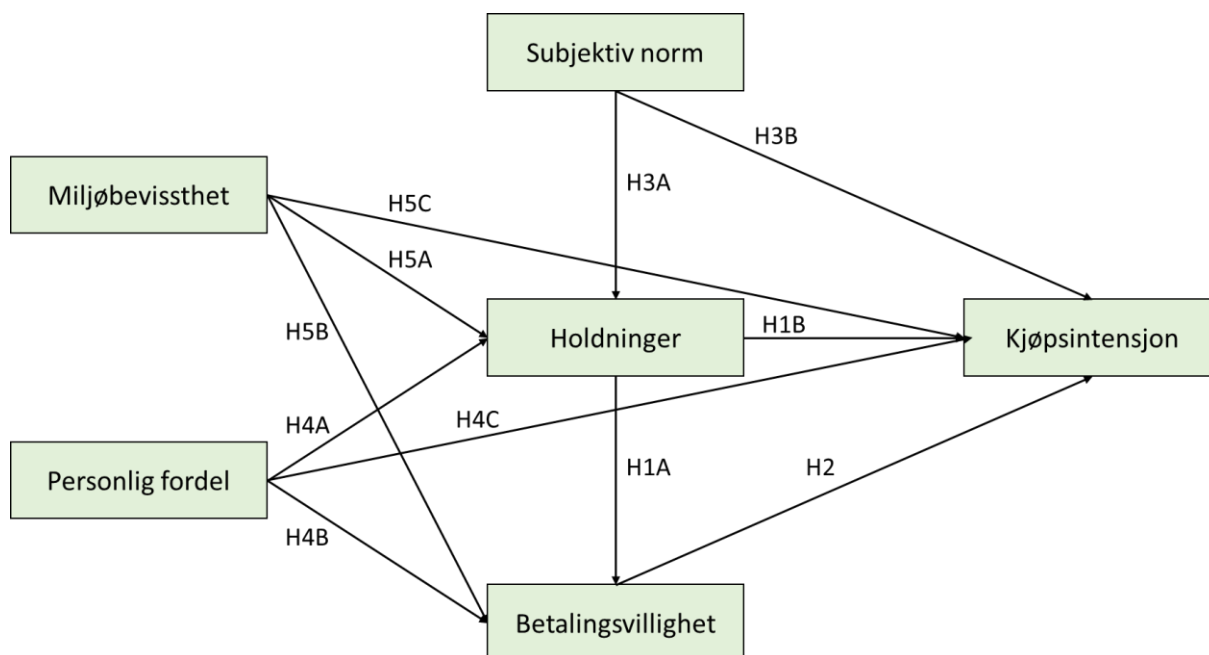 Subjektiv norm
H3B
Miljøbevissthet
H3A
H5C
H5A
Holdninger
H1B
Kjøpsintensjon
H5B
H4A
H4C
Personlig fordel
H1A
H2
H4B
Betalingsvillighet